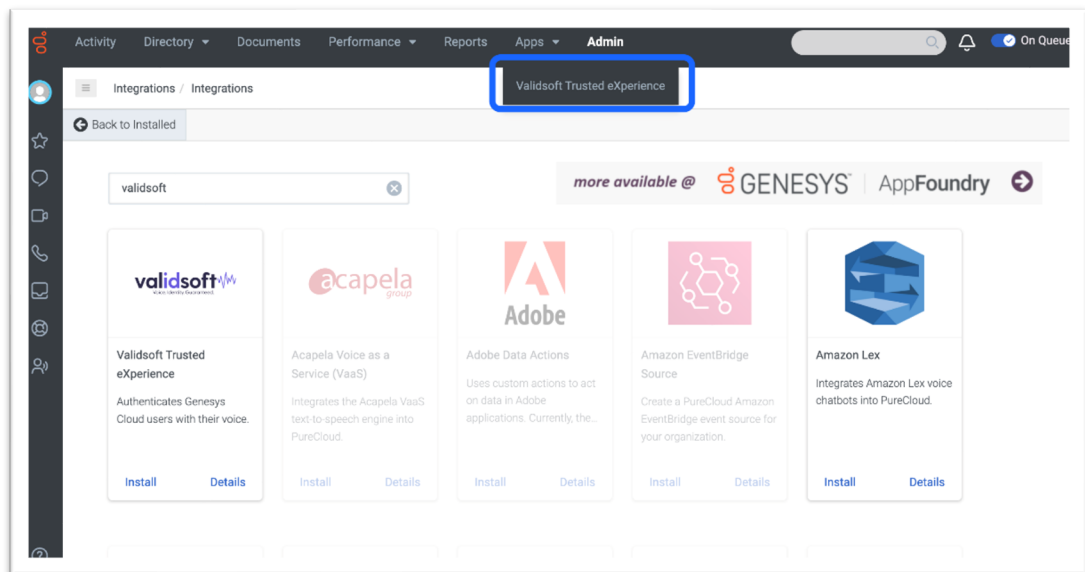 Activity Directory Documents Performance Reports Apps Admin On Queue
Validsoft Trusted eXperience
Integrations / Integrations
Back to Installed
validsoft
more available @ GENESYS AppFoundry
validsoft
acapela
group
Adobe
Validsoft Trusted
eXperience
Authenticates Genesys
Cloud users with their voice.
Install Details
Acapela Voice as a
Service (VaaS)
Integrates the Acapela VaaS
text-to-speech engine into
PureCloud.
Install Details
Adobe Data Actions
Uses custom actions to act
on data in Adobe
applications. Currently, the...
Install Details
Amazon EventBridge
Source
Create a PureCloud Amazon
EventBridge event source for
your organization.
Install Details
Amazon Lex
Integrates Amazon Lex voice
chatbots into PureCloud.
Install Details